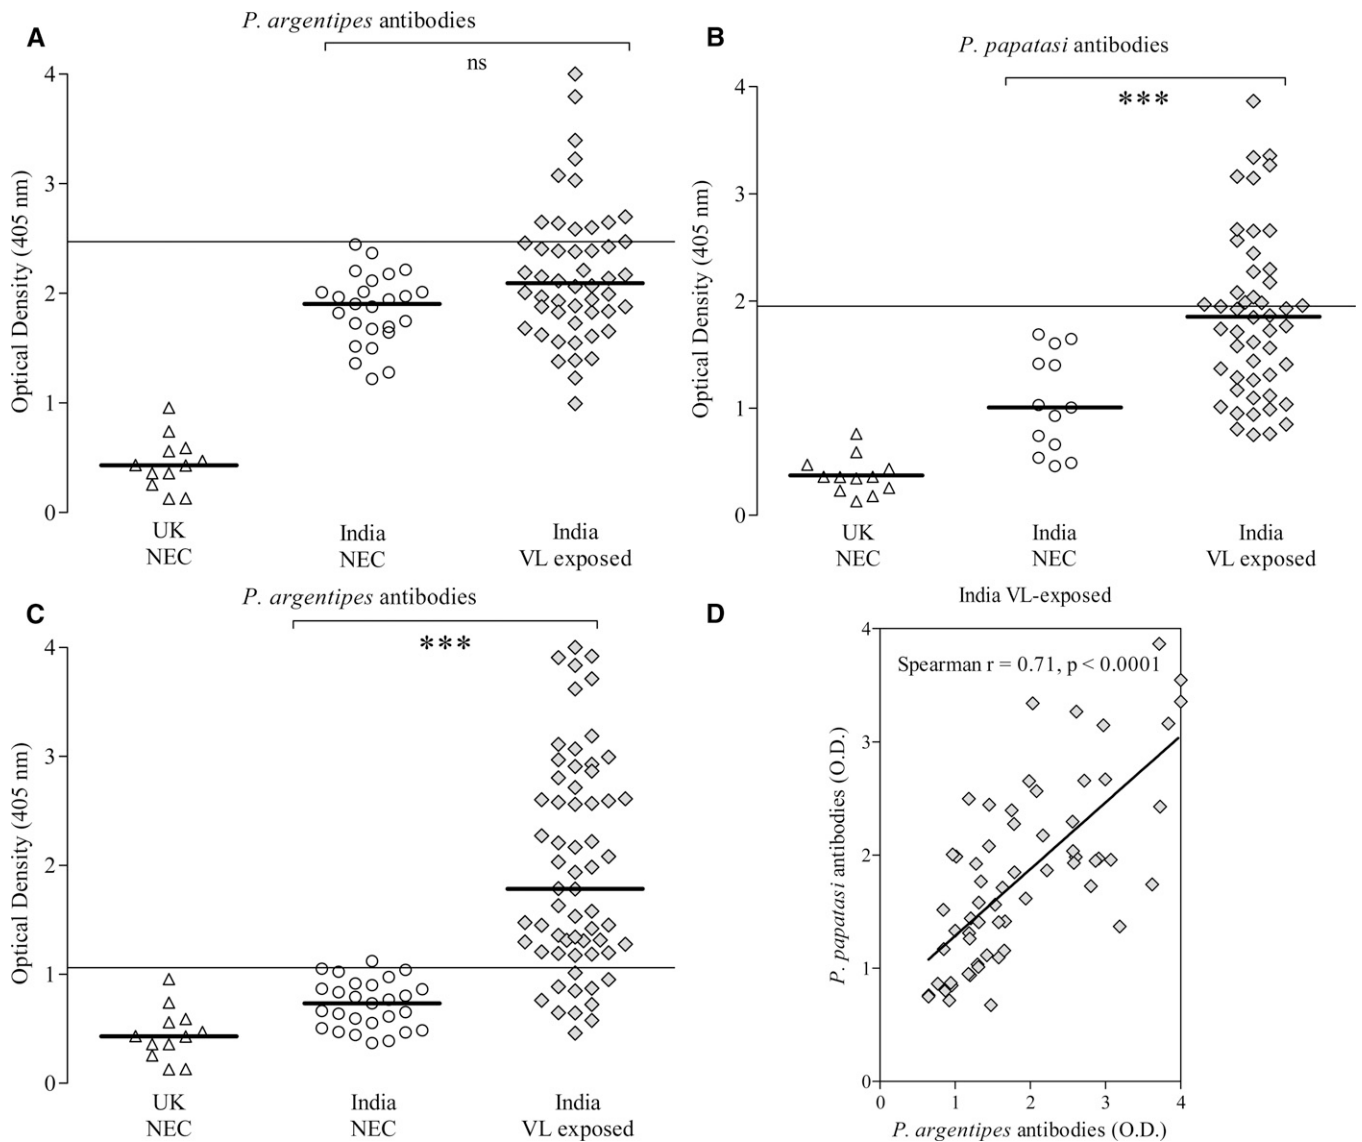 A
P. argentipes antibodies
ns
Optical Density (405 nm)
4
3
2
1
0
UK
NEC
India
NEC
India
VL exposed
B
P. papatasi antibodies
***
Optical Density (405 nm)
4
3
2
1
0
UK
NEC
India
NEC
India
VL exposed
C
P. argentipes antibodies
***
Optical Density (405 nm)
4
3
2
1
0
UK
NEC
India
NEC
India
VL exposed
D
India VL-exposed
Spearman r = 0.71, p < 0.0001
P. papatasi antibodies (O.D.)
4
3
2
1
0
0 1 2 3 4
P. argentipes antibodies (O.D.)